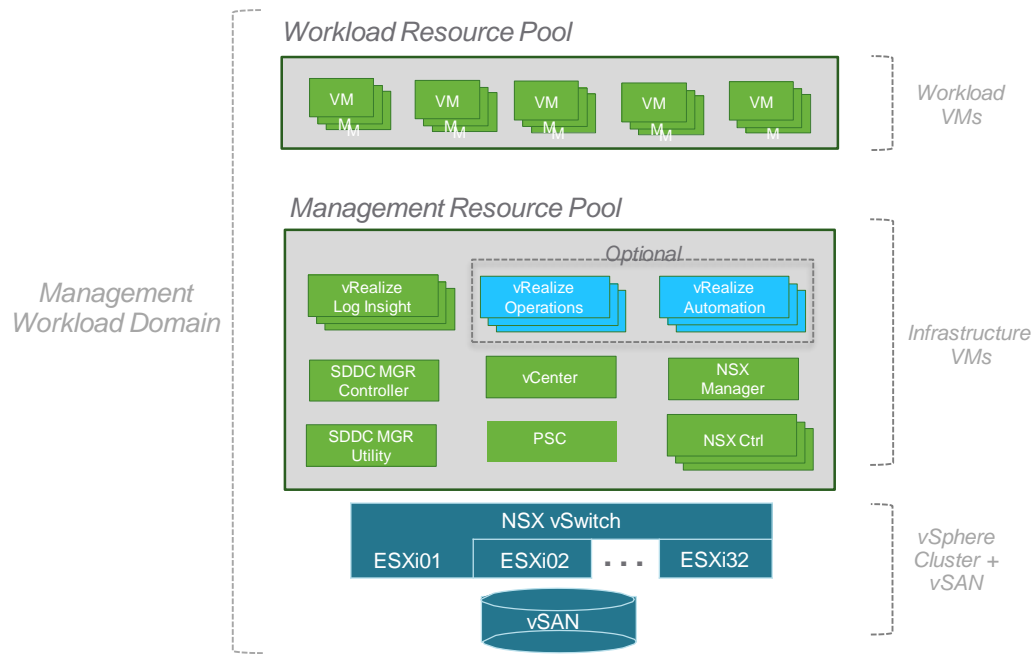 Workload Resource Pool
VM
VM
VM
VM
VM
M
M
M
M
M
M
M
M
M
Workload
VMs
Management Resource Pool
Optional
vRealize
Log Insight
vRealize
Operations
vRealize
Automation
Management
Workload Domain
SDDC MGR
Controller
vCenter
NSX
Manager
Infrastructure
VMs
SDDC MGR
Utility
PSC
NSX Ctrl
NSX vSwitch
ESXi01
ESXi02
...
ESXi32
vSphere
Cluster +
vSAN
vSAN